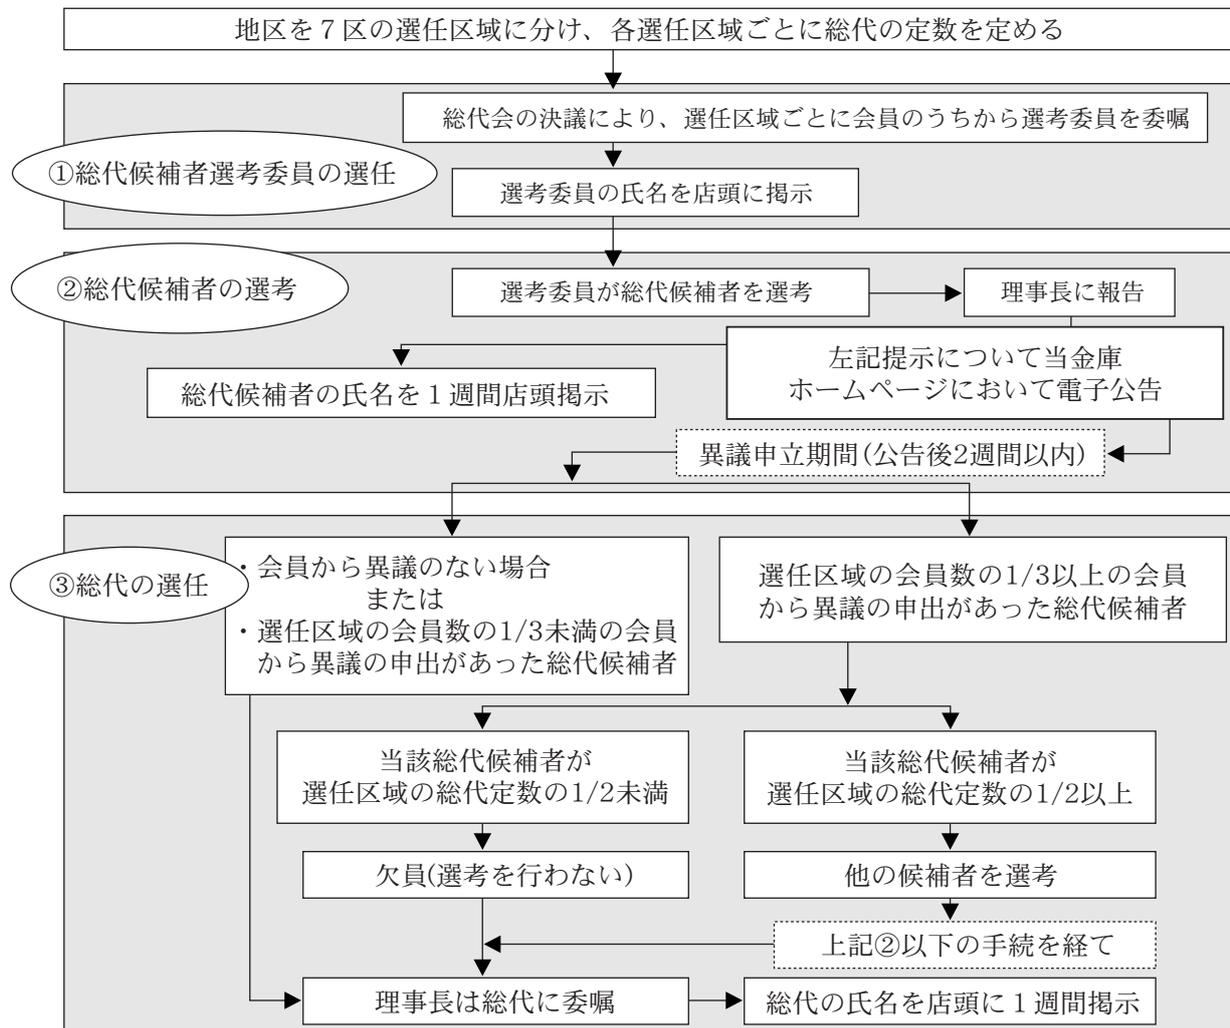 地区を７区の選任区域に分け、各選任区域ごとに総代の定数を定める
総代会の決議により、選任区域ごとに会員のうちから選考委員を委嘱
①総代候補者選考委員の選任
選考委員の氏名を店頭に掲示
②総代候補者の選考
選考委員が総代候補者を選考
理事長に報告
左記提示について当金庫
ホームページにおいて電子公告
総代候補者の氏名を１週間店頭掲示
異議申立期間(公告後2週間以内)
③総代の選任
・会員から異議のない場合
または
・選任区域の会員数の1/3未満の会員
から異議の申出があった総代候補者
選任区域の会員数の1/3以上の会員
から異議の申出があった総代候補者
当該総代候補者が
選任区域の総代定数の1/2未満
当該総代候補者が
選任区域の総代定数の1/2以上
欠員(選考を行わない)
他の候補者を選考
上記②以下の手続を経て
理事長は総代に委嘱
総代の氏名を店頭に１週間掲示